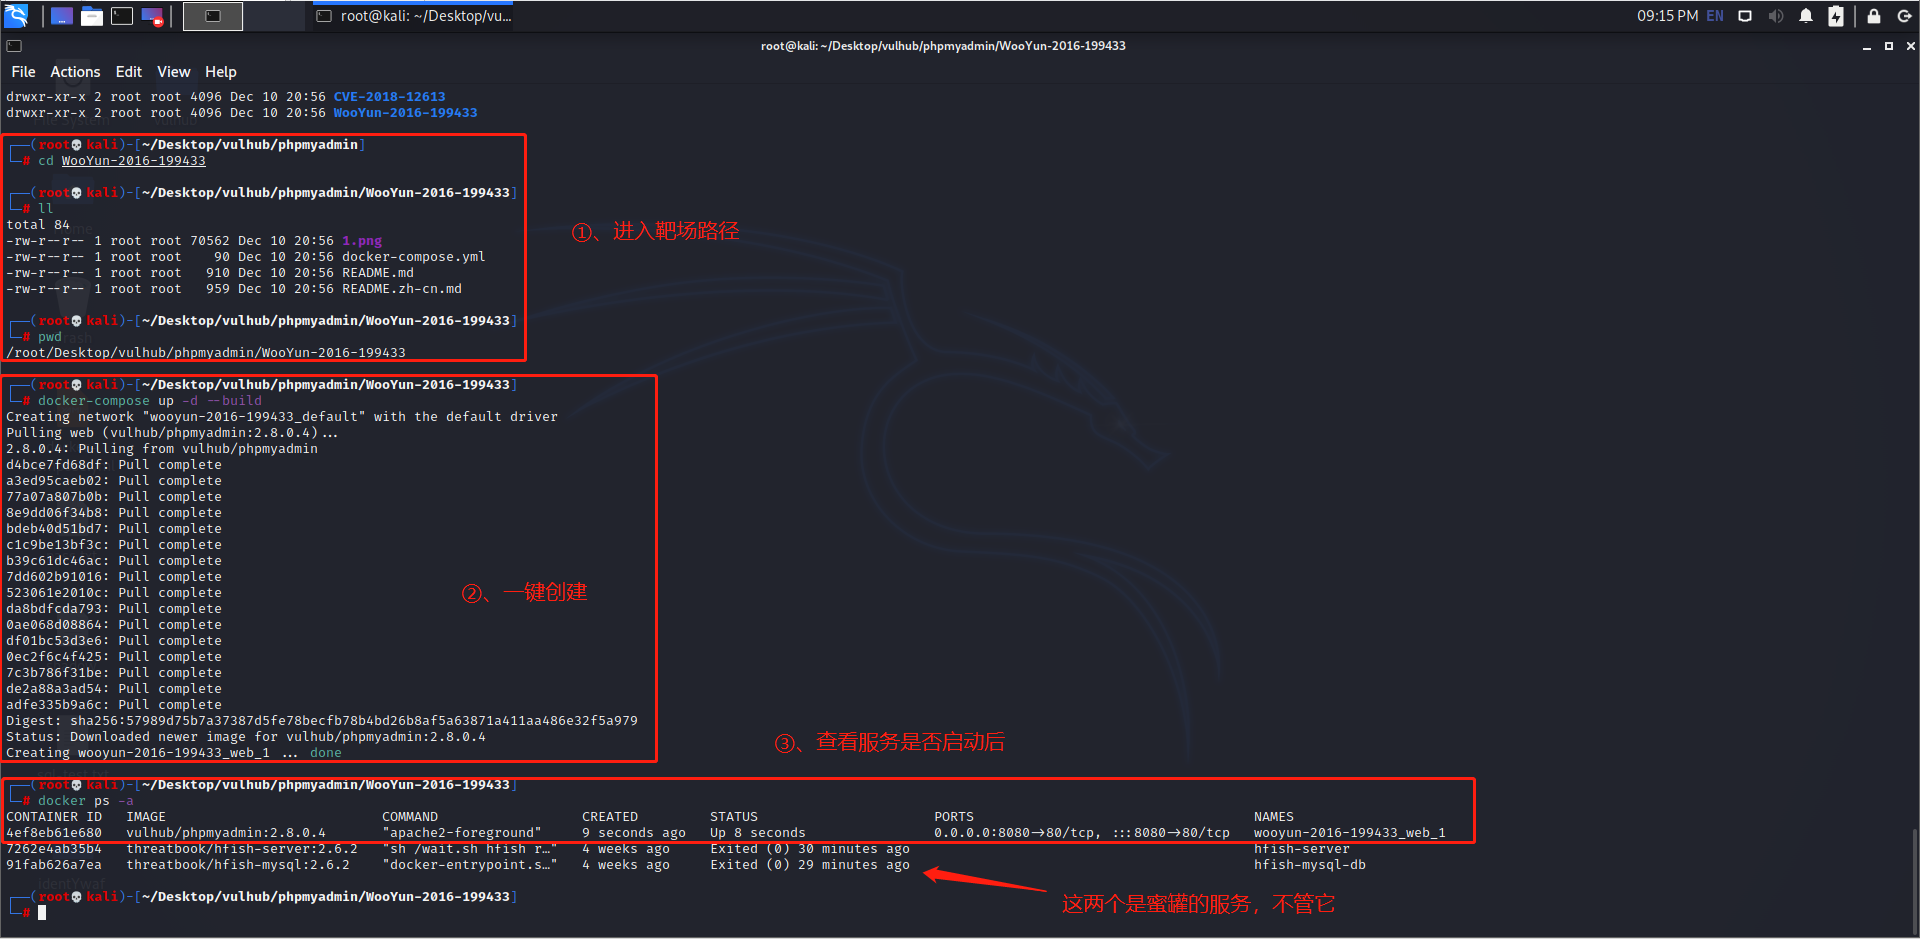 root@kali: ~/Desktop/vu...
09:15 PM EN
root@kali: ~/Desktop/vulhub/phpmyadmin/WooYun-2016-199433
File Actions Edit View Help
drwxr-xr-x 2 root root 4096 Dec 10 20:56 CVE-2018-12613
drwxr-xr-x 2 root root 4096 Dec 10 20:56 WooYun-2016-199433
┌──(root💀kali)-[~/Desktop/vulhub/phpmyadmin]
└─# cd WooYun-2016-199433
┌──(root💀kali)-[~/Desktop/vulhub/phpmyadmin/WooYun-2016-199433]
└─# ll
total 84
-rw-r--r-- 1 root root 70562 Dec 10 20:56 1.png
-rw-r--r-- 1 root root    90 Dec 10 20:56 docker-compose.yml
-rw-r--r-- 1 root root   910 Dec 10 20:56 README.md
-rw-r--r-- 1 root root   959 Dec 10 20:56 README.zh-cn.md
①、进入靶场路径
┌──(root💀kali)-[~/Desktop/vulhub/phpmyadmin/WooYun-2016-199433]
└─# pwd
/root/Desktop/vulhub/phpmyadmin/WooYun-2016-199433
┌──(root💀kali)-[~/Desktop/vulhub/phpmyadmin/WooYun-2016-199433]
└─# docker-compose up -d --build
Creating network "wooyun-2016-199433_default" with the default driver
Pulling web (vulhub/phpmyadmin:2.8.0.4)...
2.8.0.4: Pulling from vulhub/phpmyadmin
d4bce7fd68df: Pull complete
a3ed95caeb02: Pull complete
77a07a807b0b: Pull complete
8e9dd06f34b8: Pull complete
bdeb40d51bd7: Pull complete
c1c9be13bf3c: Pull complete
b39c61dc46ac: Pull complete
7dd602b91016: Pull complete
523061e2010c: Pull complete
da8bdfcda793: Pull complete
0ae068d08864: Pull complete
df01bc53d3e6: Pull complete
0ec2f6c4f425: Pull complete
7c3b786f31be: Pull complete
de2a88a3ad54: Pull complete
adfe335b9a6c: Pull complete
Digest: sha256:57989d75b7a37387d5fe78becfb78b4bd26b8af5a63871a411aa486e32f5a979
Status: Downloaded newer image for vulhub/phpmyadmin:2.8.0.4
Creating wooyun-2016-199433_web_1 ... done
②、一键创建
③、查看服务是否启动后
┌──(root💀kali)-[~/Desktop/vulhub/phpmyadmin/WooYun-2016-199433]
└─# docker ps -a
CONTAINER ID   IMAGE   COMMAND   CREATED   STATUS   PORTS   NAMES
4ef8eb61e680   vulhub/phpmyadmin:2.8.0.4   "apache2-foreground"   9 seconds ago   Up 8 seconds   0.0.0.0:8080→80/tcp, :::8080→80/tcp   wooyun-2016-199433_web_1
7262e4ab35b4   threatbook/hfish-server:2.6.2   "sh /wait.sh hfish r…"   4 weeks ago   Exited (0) 30 minutes ago   hfish-server
91fab626a7ea   threatbook/hfish-mysql:2.6.2   "docker-entrypoint.s…"   4 weeks ago   Exited (0) 29 minutes ago   hfish-mysql-db
┌──(root💀kali)-[~/Desktop/vulhub/phpmyadmin/WooYun-2016-199433]
└─#
这两个是蜜罐的服务，不管它